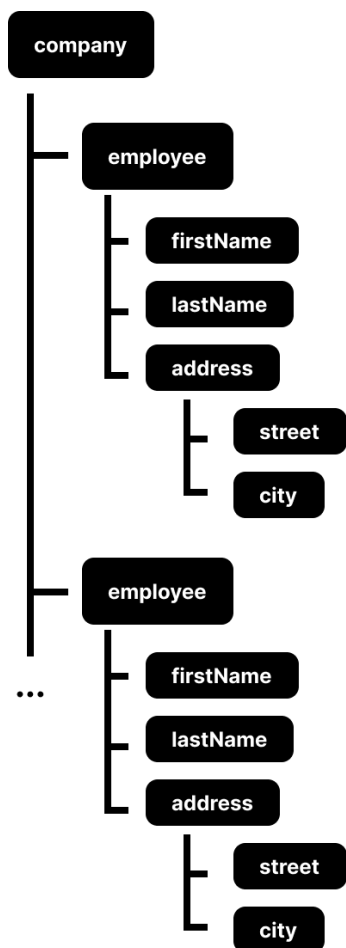 company
employee
firstName
lastName
address
street
city
employee
...
firstName
lastName
address
street
city